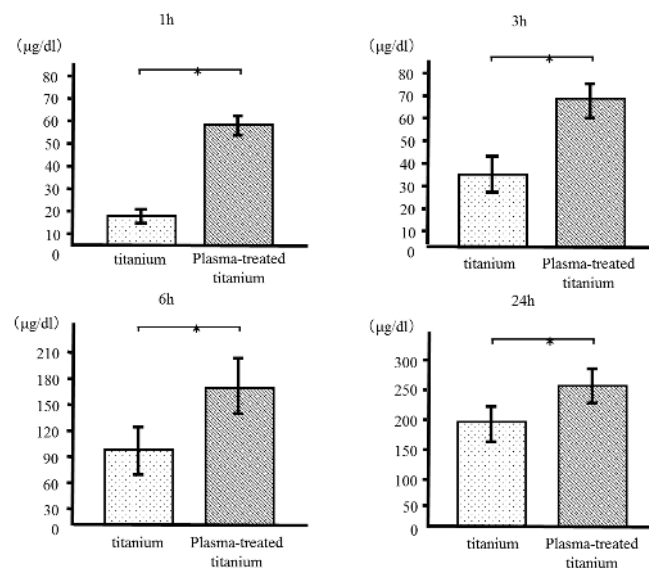 1h
(μg/dl)
80
70
60
50
40
30
20
10
0
titanium
Plasma-treated
titanium
3h
(μg/dl)
80
70
60
50
40
30
20
10
0
titanium
Plasma-treated
titanium
6h
(μg/dl)
210
180
150
120
90
60
30
0
titanium
Plasma-treated
titanium
24h
(μg/dl)
300
250
200
150
100
50
0
titanium
Plasma-treated
titanium